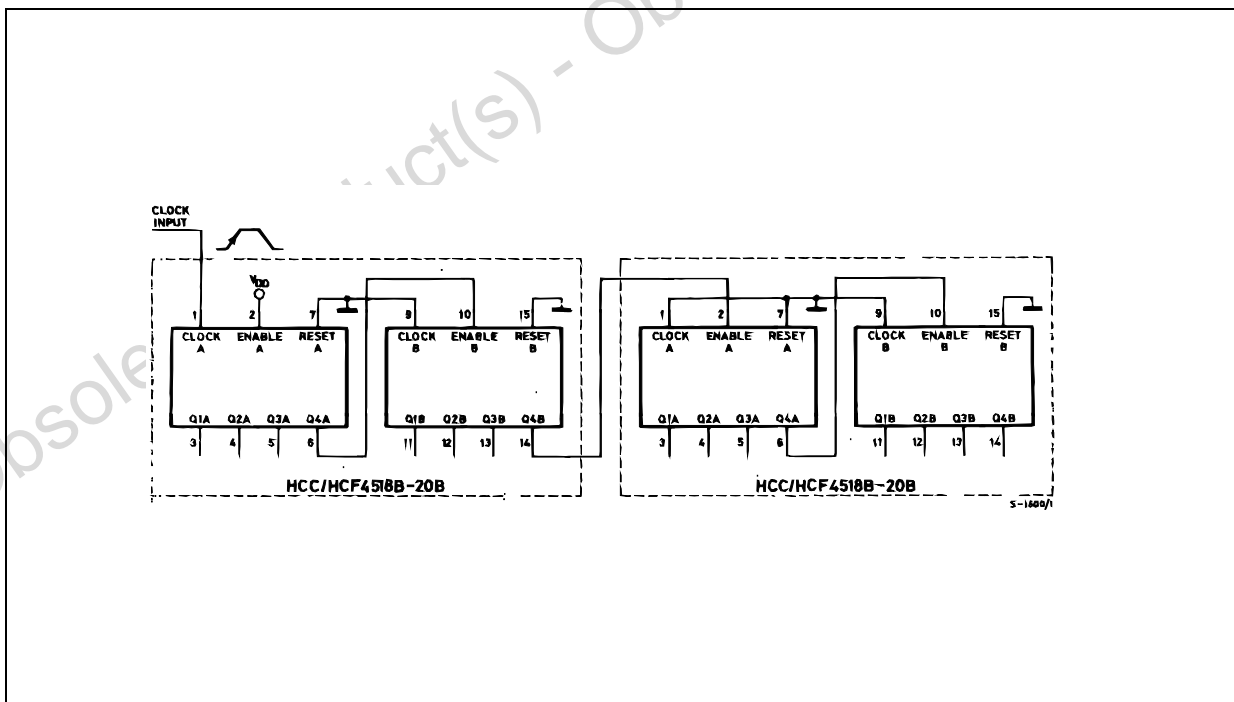 Obsolete Product(s) - Ob
CLOCK
INPUT
VDD
1 2 7 9 10 15
CLOCK A ENABLE A RESET A CLOCK B ENABLE B RESET B
Q1A Q2A Q3A Q4A Q1B Q2B Q3B Q4B
3 4 5 6 11 12 13 14
HCC/HCF4518B-20B
1 2 7 9 10 15
CLOCK A ENABLE A RESET A CLOCK B ENABLE B RESET B
Q1A Q2A Q3A Q4A Q1B Q2B Q3B Q4B
3 4 5 6 11 12 13 14
HCC/HCF4518B-20B
S-1600/1